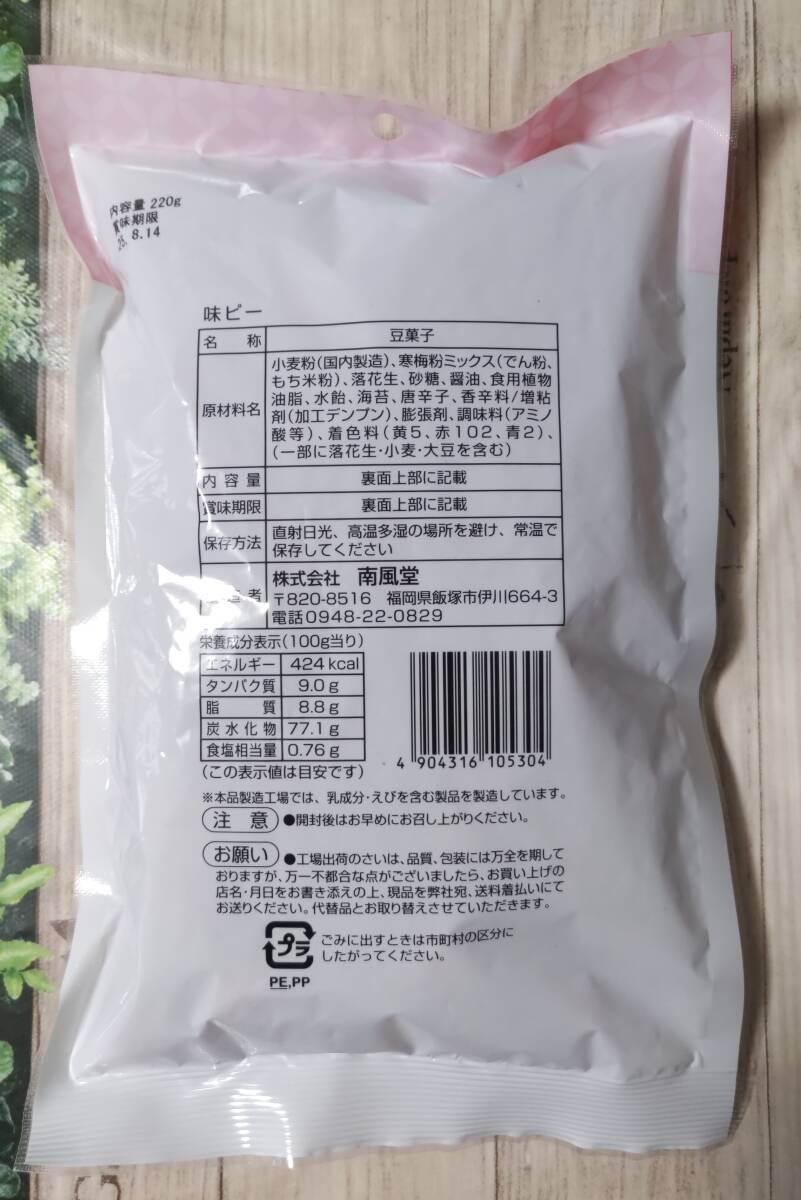 内容量 220g
賞味期限
8.14
味ピー
名称 豆菓子
原材料名 小麦粉(国内製造)、寒梅粉ミックス(でん粉、
もち米粉)、落花生、砂糖、醤油、食用植物
油脂、水飴、海苔、唐辛子、香辛料/増粘
剤(加工デンプン)、膨張剤、調味料(アミノ
酸等)、着色料(黄5、赤102、青2)、
(一部に落花生・小麦・大豆を含む)
内容量 裏面上部に記載
賞味期限 裏面上部に記載
保存方法 直射日光、高温多湿の場所を避け、常温で
保存してください
者 株式会社 南風堂
〒820-8516 福岡県飯塚市伊川664-3
電話0948-22-0829
栄養成分表示(100g当り)
エネルギー 424kcal
タンパク質 9.0g
脂質 8.8g
炭水化物 77.1g
食塩相当量 0.76g
(この表示値は目安です)
4 904316 105304
※本品製造工場では、乳成分・えびを含む製品を製造しています。
注意 ●開封後はお早めにお召し上がりください。
お願い ●工場出荷のさいは、品質、包装には万全を期して
おりますが、万一不都合な点がございましたら、お買い上げの
店名・月日をお書き添えの上、現品を弊社宛、送料着払いにて
お送りください。代替品とお取り替えさせていただきます。
プラ
ごみに出すときは市町村の区分に
したがってください。
PE,PP